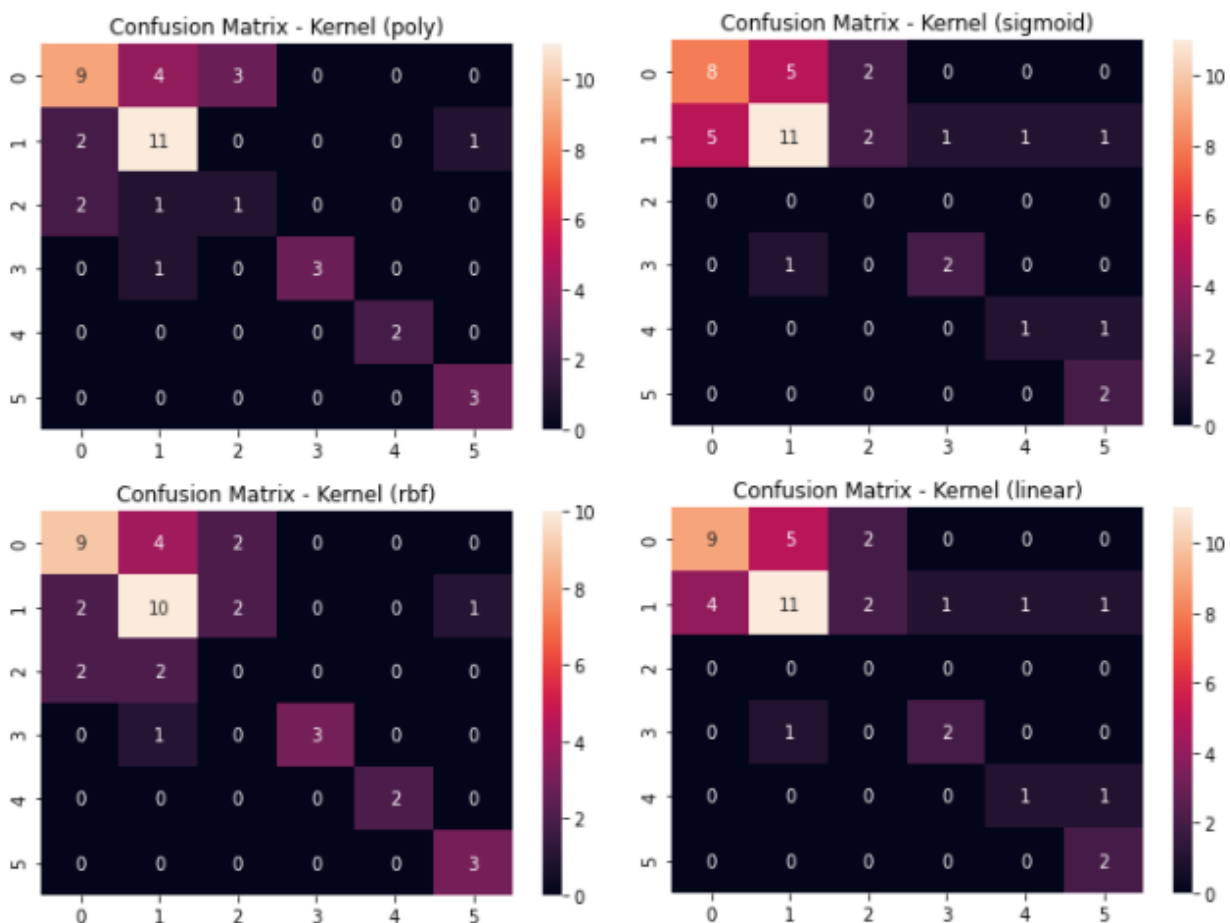 Confusion Matrix - Kernel (poly)
0 9 4 3 0 0 0
1 2 11 0 0 0 1
2 2 1 1 0 0 0
3 0 1 0 3 0 0
4 0 0 0 0 2 0
5 0 0 0 0 0 3
0 1 2 3 4 5
10
8
6
4
2
0
Confusion Matrix - Kernel (sigmoid)
0 8 5 2 0 0 0
1 5 11 2 1 1 1
2 0 0 0 0 0 0
3 0 1 0 2 0 0
4 0 0 0 0 1 1
5 0 0 0 0 0 2
0 1 2 3 4 5
10
8
6
4
2
0
Confusion Matrix - Kernel (rbf)
0 9 4 2 0 0 0
1 2 10 2 0 0 1
2 2 2 0 0 0 0
3 0 1 0 3 0 0
4 0 0 0 0 2 0
5 0 0 0 0 0 3
0 1 2 3 4 5
10
8
6
4
2
0
Confusion Matrix - Kernel (linear)
0 9 5 2 0 0 0
1 4 11 2 1 1 1
2 0 0 0 0 0 0
3 0 1 0 2 0 0
4 0 0 0 0 1 1
5 0 0 0 0 0 2
0 1 2 3 4 5
10
8
6
4
2
0